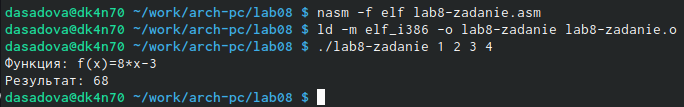 dasadova@dk4n70 ~/work/arch-pc/lab08 $ nasm -f elf lab8-zadanie.asm
dasadova@dk4n70 ~/work/arch-pc/lab08 $ ld -m elf_i386 -o lab8-zadanie lab8-zadanie.o
dasadova@dk4n70 ~/work/arch-pc/lab08 $ ./lab8-zadanie 1 2 3 4
Функция: f(x)=8*x-3
Результат: 68
dasadova@dk4n70 ~/work/arch-pc/lab08 $